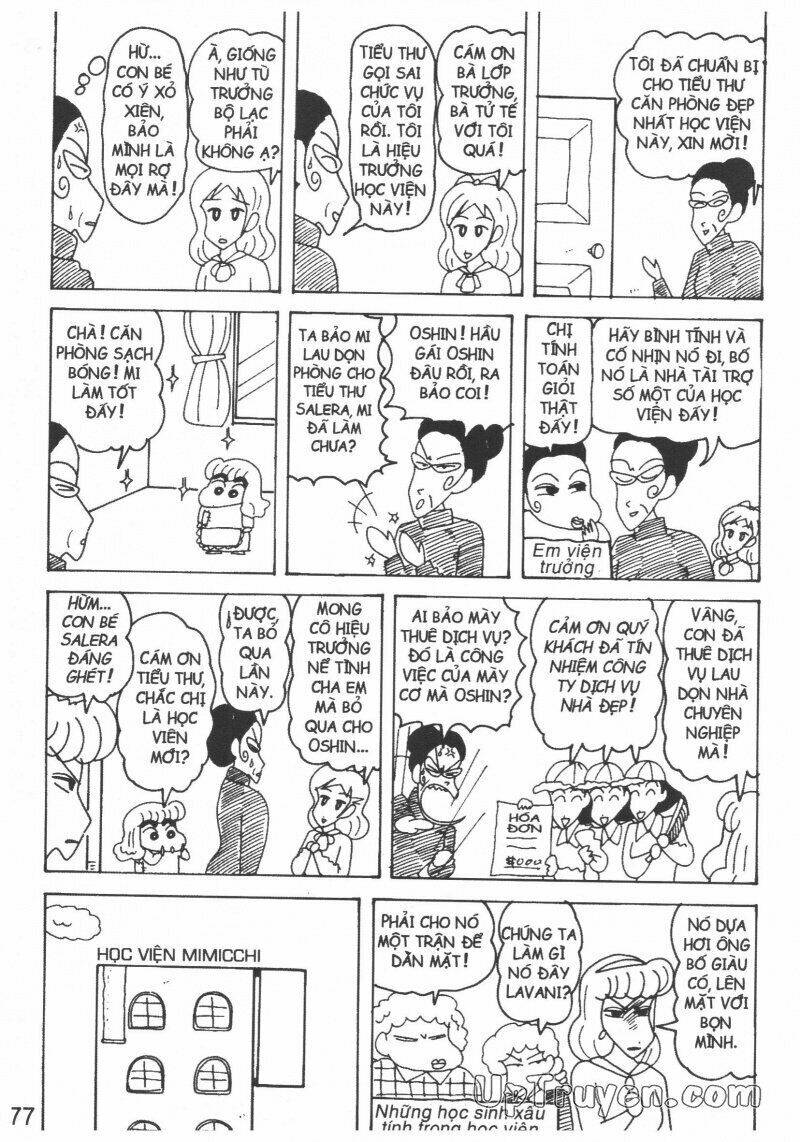 TÔI ĐÃ CHUẨN BỊ
CHO TIỂU THƯ
CĂN PHÒNG ĐẸP
NHẤT HỌC VIỆN
NÀY, XIN MỜI!
CÁM ƠN
BÀ LỚP
TRƯỞNG,
BÀ TỬ TẾ
VỚI TÔI
QUÁ!
TIỂU THƯ
GỌI SAI
CHỨC VỤ
CỦA TÔI
RỒI. TÔI
LÀ HIỆU
TRƯỞNG
HỌC VIỆN
NÀY!
À, GIỐNG
NHƯ TÙ
TRƯỞNG
BỘ LẠC
PHẢI
KHÔNG Ạ?
HỪ...
CON BÉ
CÓ Ý XỎ
XIÊN,
BẢO
MÌNH LÀ
MỌI RỢ
ĐÂY MÀ!
HÃY BÌNH TĨNH VÀ
CỐ NHỊN NÓ ĐI, BỐ
NÓ LÀ NHÀ TÀI TRỢ
SỐ MỘT CỦA HỌC
VIỆN ĐẤY!
CHỊ
TÍNH
TOÁN
GIỎI
THẬT
ĐẤY!
Em viện
trưởng
OSHIN! HẦU
GÁI OSHIN
ĐÂU RỒI, RA
BẢO COI!
TA BẢO MI
LAU DỌN
PHÒNG CHO
TIỂU THƯ
SALERA, MI
ĐÃ LÀM
CHƯA?
CHÀ! CĂN
PHÒNG SẠCH
BÓNG! MI
LÀM TỐT
ĐẤY!
VÂNG,
CON ĐÃ
THUÊ DỊCH
VỤ LAU
DỌN NHÀ
CHUYÊN
NGHIỆP
MÀ!
CẢM ƠN QUÝ
KHÁCH ĐÃ TÍN
NHIỆM CÔNG
TY DỊCH VỤ
NHÀ ĐẸP!
HÓA
ĐƠN
$000
AI BẢO MÀY
THUÊ DỊCH VỤ?
ĐÓ LÀ CÔNG
VIỆC CỦA MÀY
CƠ MÀ OSHIN?
MONG
CÔ HIỆU
TRƯỞNG
NỂ TÌNH
CHA EM
MÀ BỎ
QUA CHO
OSHIN...
ĐƯỢC,
TA BỎ
QUA
LẦN
NÀY.
CÁM ƠN
TIỂU THƯ,
CHẮC CHỊ
LÀ HỌC
VIÊN
MỚI?
HỪM...
CON BÉ
SALERA
ĐÁNG
GHÉT!
NÓ DỰA
HƠI ÔNG
BỐ GIÀU
CÓ, LÊN
MẶT VỚI
BỌN
MÌNH.
CHÚNG TA
LÀM GÌ
NÓ ĐÂY
LAVANI?
PHẢI CHO NÓ
MỘT TRẬN ĐỂ
DẰN MẶT!
Những học sinh xấu
tính trong học viện
HỌC VIỆN MIMICCHI
UpTruyen.com
77